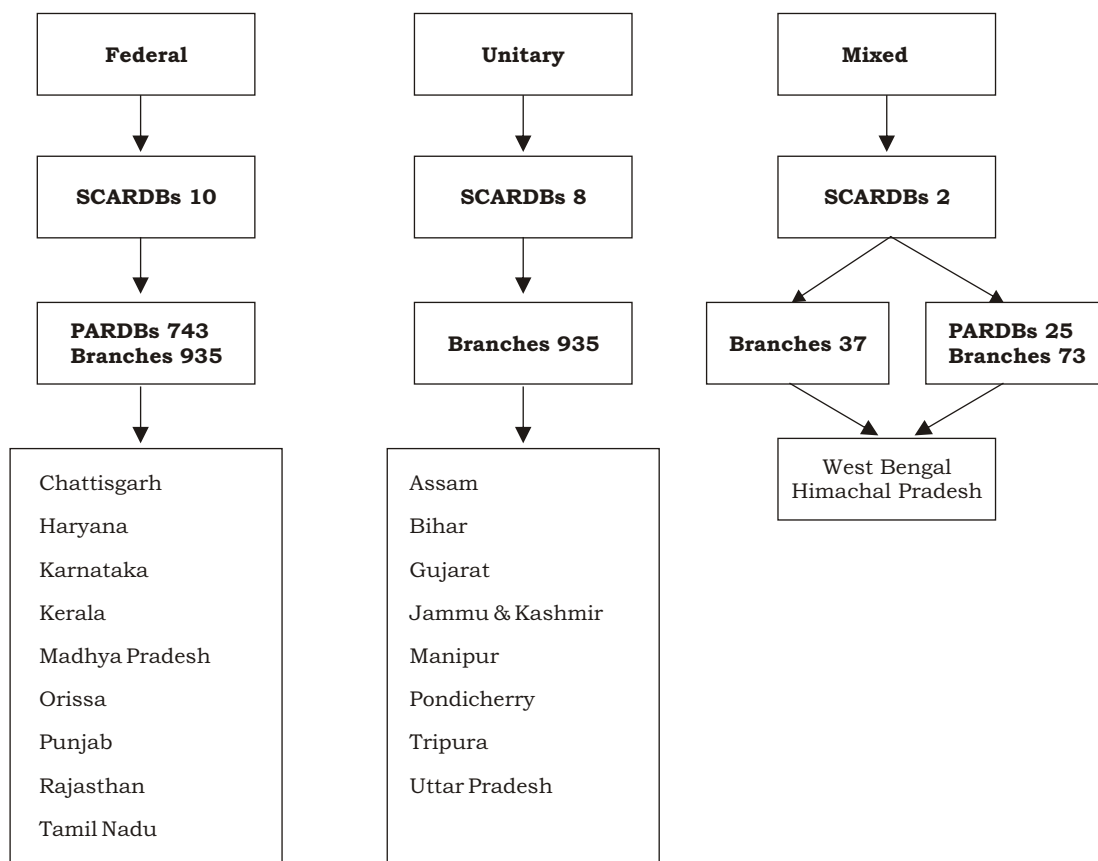 Federal
SCARDBs 10
PARDBs 743
Branches 935
Chattisgarh
Haryana
Karnataka
Kerala
Madhya Pradesh
Orissa
Punjab
Rajasthan
Tamil Nadu
Unitary
SCARDBs 8
Branches 935
Assam
Bihar
Gujarat
Jammu & Kashmir
Manipur
Pondicherry
Tripura
Uttar Pradesh
Mixed
SCARDBs 2
Branches 37
PARDBs 25
Branches 73
West Bengal
Himachal Pradesh